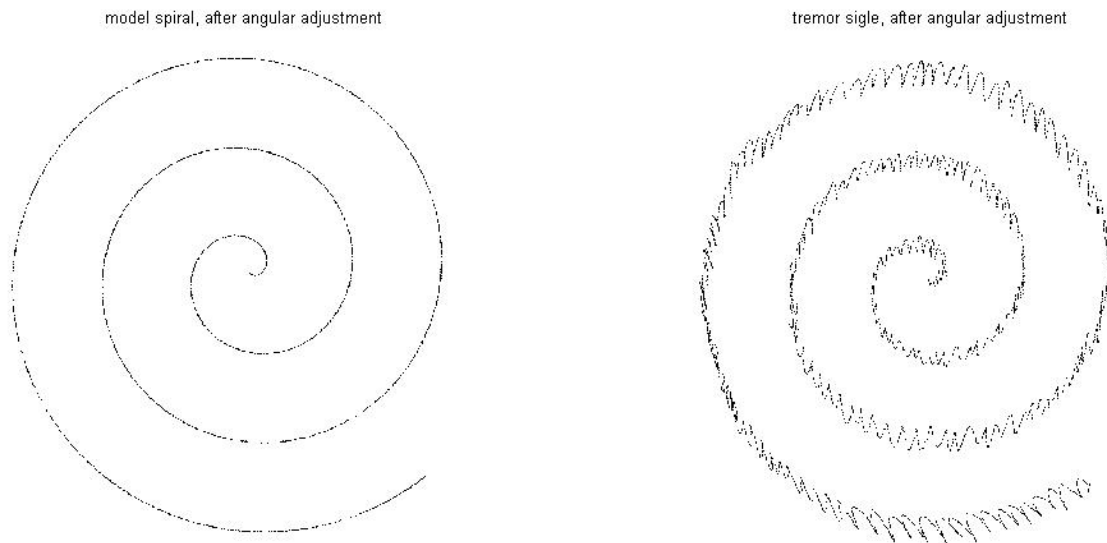 model spiral, after angular adjustment
tremor sigle, after angular adjustment